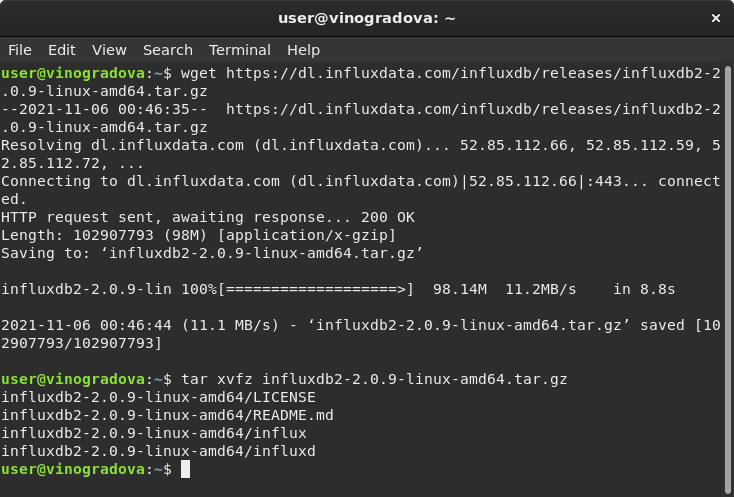 user@vinogradova: ~
×
File Edit View Search Terminal Help
user@vinogradova:~$ wget https://dl.influxdata.com/influxdb/releases/influxdb2-2
.0.9-linux-amd64.tar.gz
--2021-11-06 00:46:35--  https://dl.influxdata.com/influxdb/releases/influxdb2-2
.0.9-linux-amd64.tar.gz
Resolving dl.influxdata.com (dl.influxdata.com)... 52.85.112.66, 52.85.112.59, 5
2.85.112.72, ...
Connecting to dl.influxdata.com (dl.influxdata.com)|52.85.112.66|:443... connect
ed.
HTTP request sent, awaiting response... 200 OK
Length: 102907793 (98M) [application/x-gzip]
Saving to: ‘influxdb2-2.0.9-linux-amd64.tar.gz’
influxdb2-2.0.9-lin 100%[===================>]  98.14M  11.2MB/s    in 8.8s
2021-11-06 00:46:44 (11.1 MB/s) - ‘influxdb2-2.0.9-linux-amd64.tar.gz’ saved [10
2907793/102907793]
user@vinogradova:~$ tar xvfz influxdb2-2.0.9-linux-amd64.tar.gz
influxdb2-2.0.9-linux-amd64/LICENSE
influxdb2-2.0.9-linux-amd64/README.md
influxdb2-2.0.9-linux-amd64/influx
influxdb2-2.0.9-linux-amd64/influxd
user@vinogradova:~$